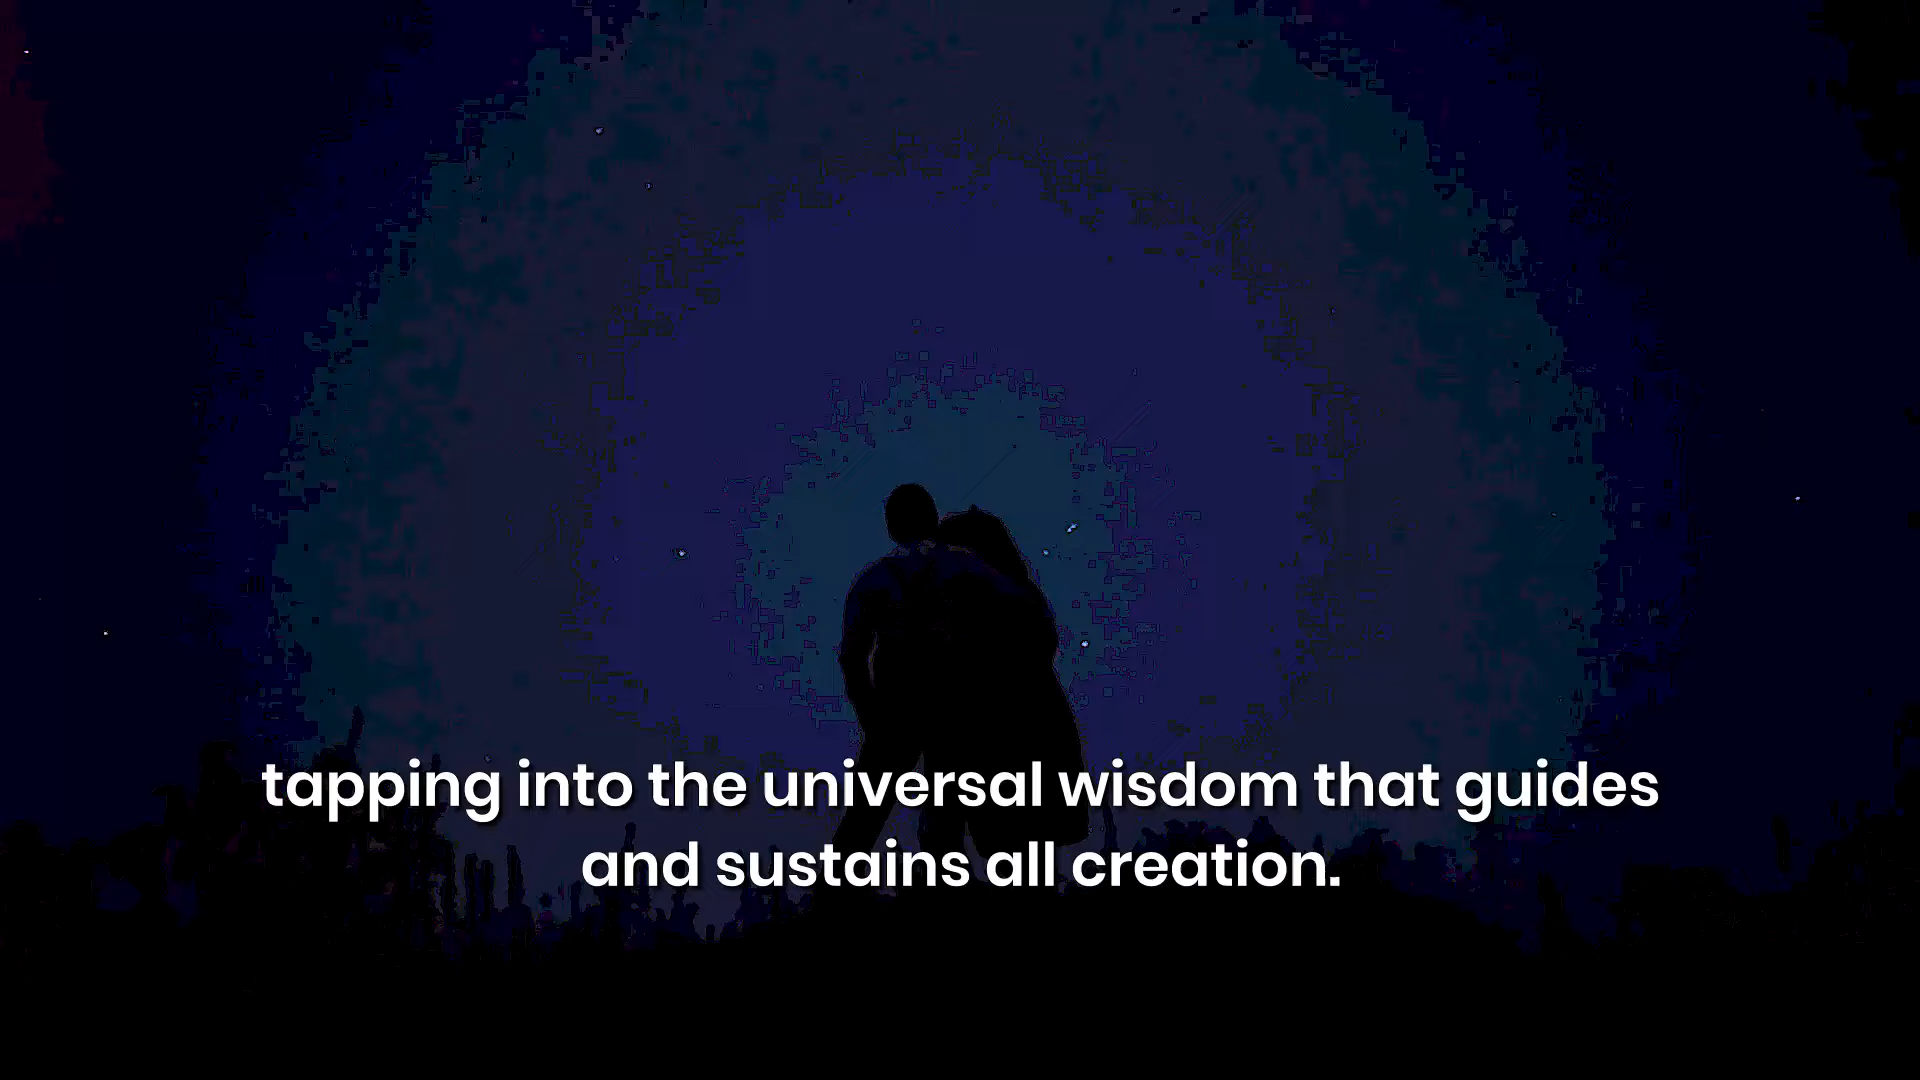 tapping into the universal wisdom that guides
and sustains all creation.